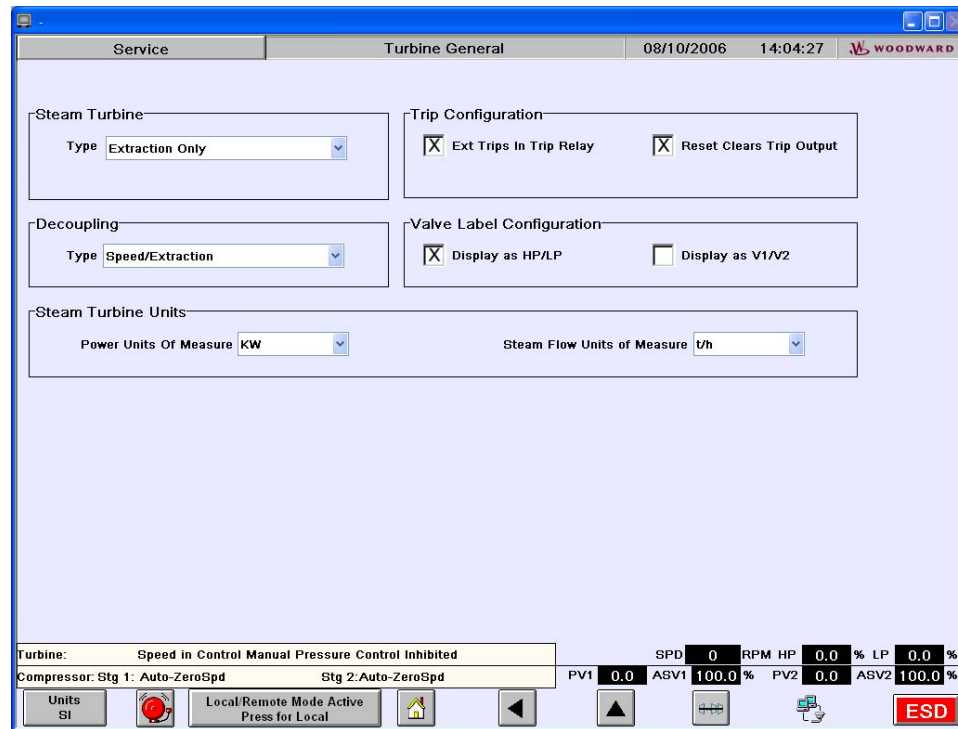 Service Turbine General 08/10/2006 14:04:27 WOODWARD
Steam Turbine
Type Extraction Only
Trip Configuration
X Ext Trips In Trip Relay X Reset Clears Trip Output
Decoupling
Type Speed/Extraction
Valve Label Configuration
X Display as HP/LP Display as V1/V2
Steam Turbine Units
Power Units Of Measure KW Steam Flow Units of Measure t/h
Turbine: Speed in Control Manual Pressure Control Inhibited SPD 0 RPM HP 0.0 % LP 0.0 %
Compressor: Stg 1: Auto-ZeroSpd Stg 2:Auto-ZeroSpd PV1 0.0 ASV1 100.0 % PV2 0.0 ASV2 100.0 %
Units
SI
Local/Remote Mode Active
Press for Local
ESD